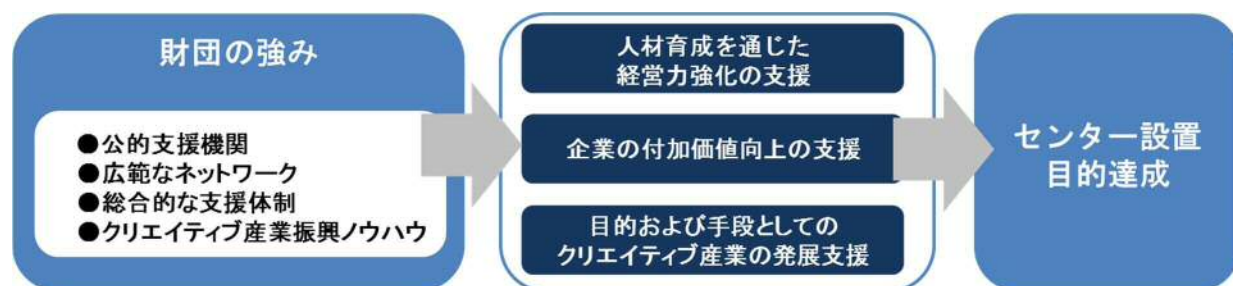 財団の強み
●公的支援機関
●広範なネットワーク
●総合的な支援体制
●クリエイティブ産業振興ノウハウ
人材育成を通じた
経営力強化の支援
企業の付加価値向上の支援
目的および手段としての
クリエイティブ産業の発展支援
センター設置
目的達成